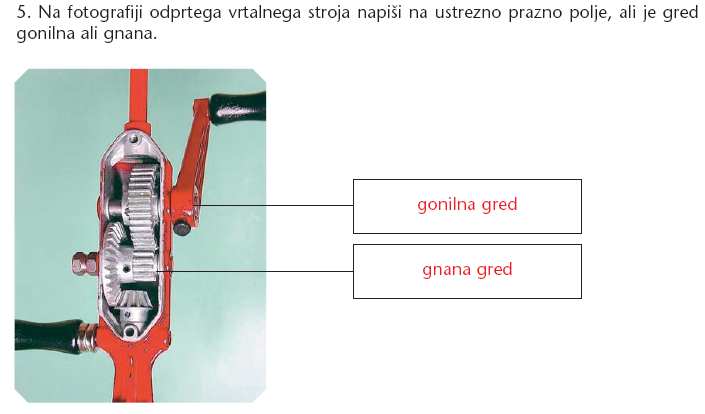 5. Na fotografiji odprtega vrtalnega stroja napiši na ustrezno prazno polje, ali je gred
gonilna ali gnana.
gonilna gred
gnana gred